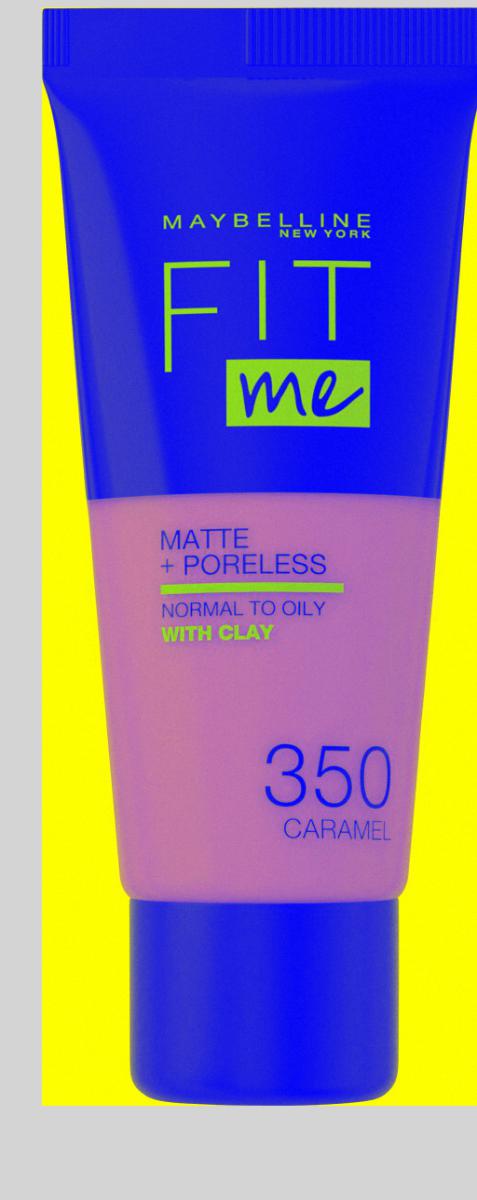 MAYBELLINE
NEW YORK
FIT
me
MATTE
+ PORELESS
NORMAL TO OILY
WITH CLAY
350
CARAMEL